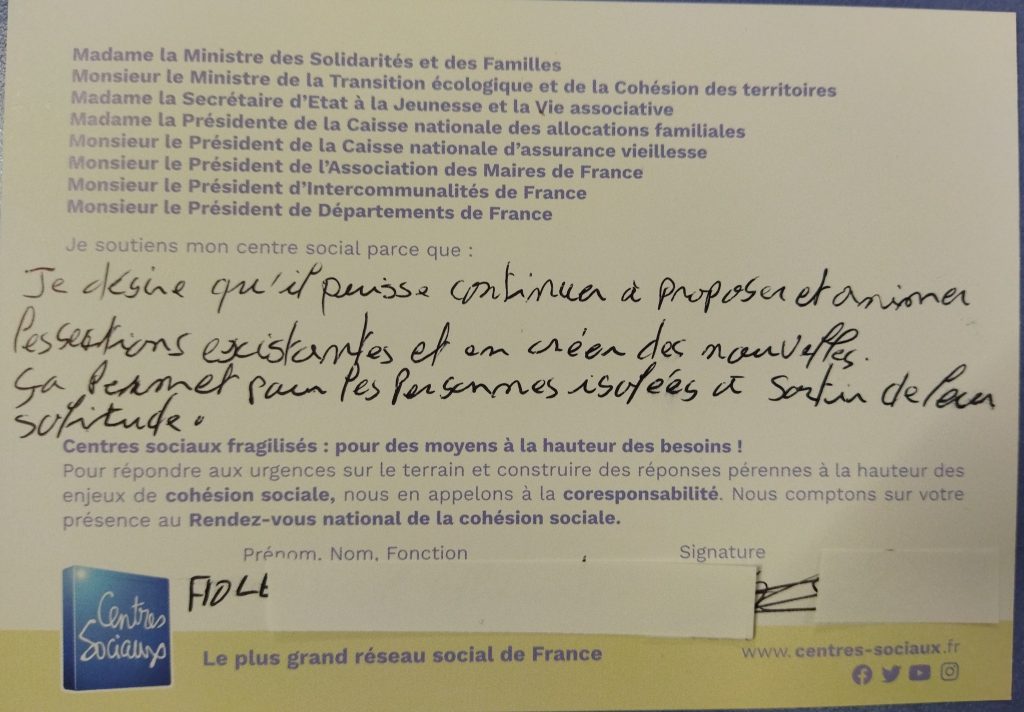 Madame la Ministre des Solidarités et des Familles
Monsieur le Ministre de la Transition écologique et de la Cohésion des territoires
Madame la Secrétaire d'Etat à la Jeunesse et la Vie associative
Madame la Présidente de la Caisse nationale des allocations familiales
Monsieur le Président de la Caisse nationale d'assurance vieillesse
Monsieur le Président de l'Association des Maires de France
Monsieur le Président d'Intercommunalités de France
Monsieur le Président de Départements de France
Je soutiens mon centre social parce que :
Je désire qu'il puisse continuer à proposer et animer
les sections existantes et en créer des nouvelles.
ça permet pour les personnes isolées à sortir de leur
solitude.
Centres sociaux fragilisés : pour des moyens à la hauteur des besoins !
Pour répondre aux urgences sur le terrain et construire des réponses pérennes à la hauteur des
enjeux de cohésion sociale, nous en appelons à la coresponsabilité. Nous comptons sur votre
présence au Rendez-vous national de la cohésion sociale.
Prénom, Nom, Fonction Signature
Centres
Sociaux
Le plus grand réseau social de France
www.centres-sociaux.fr